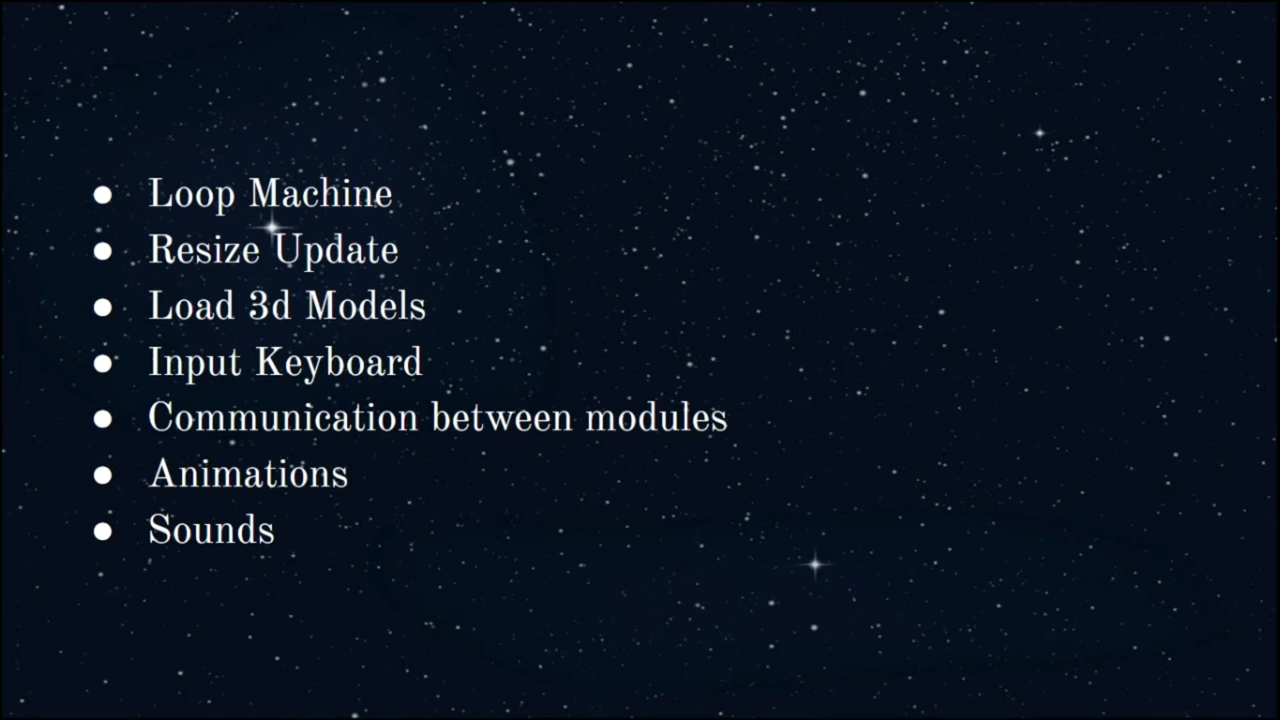 ● Loop Machine
● Resize Update
● Load 3d Models
● Input Keyboard
● Communication between modules
● Animations
● Sounds